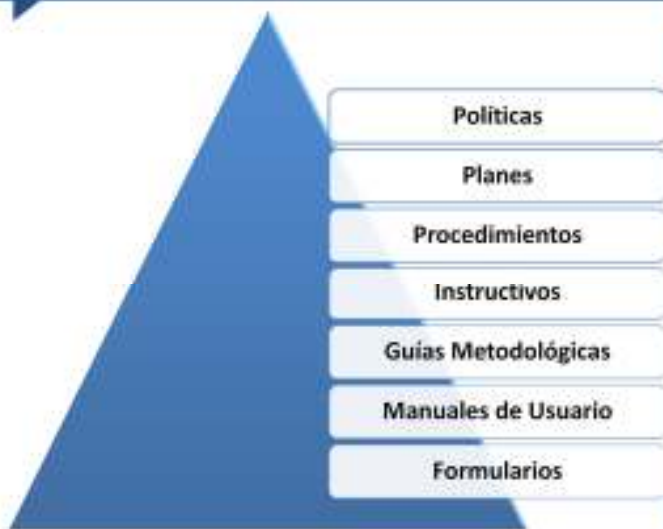 Políticas
Planes
Procedimientos
Instructivos
Guías Metodológicas
Manuales de Usuario
Formularios